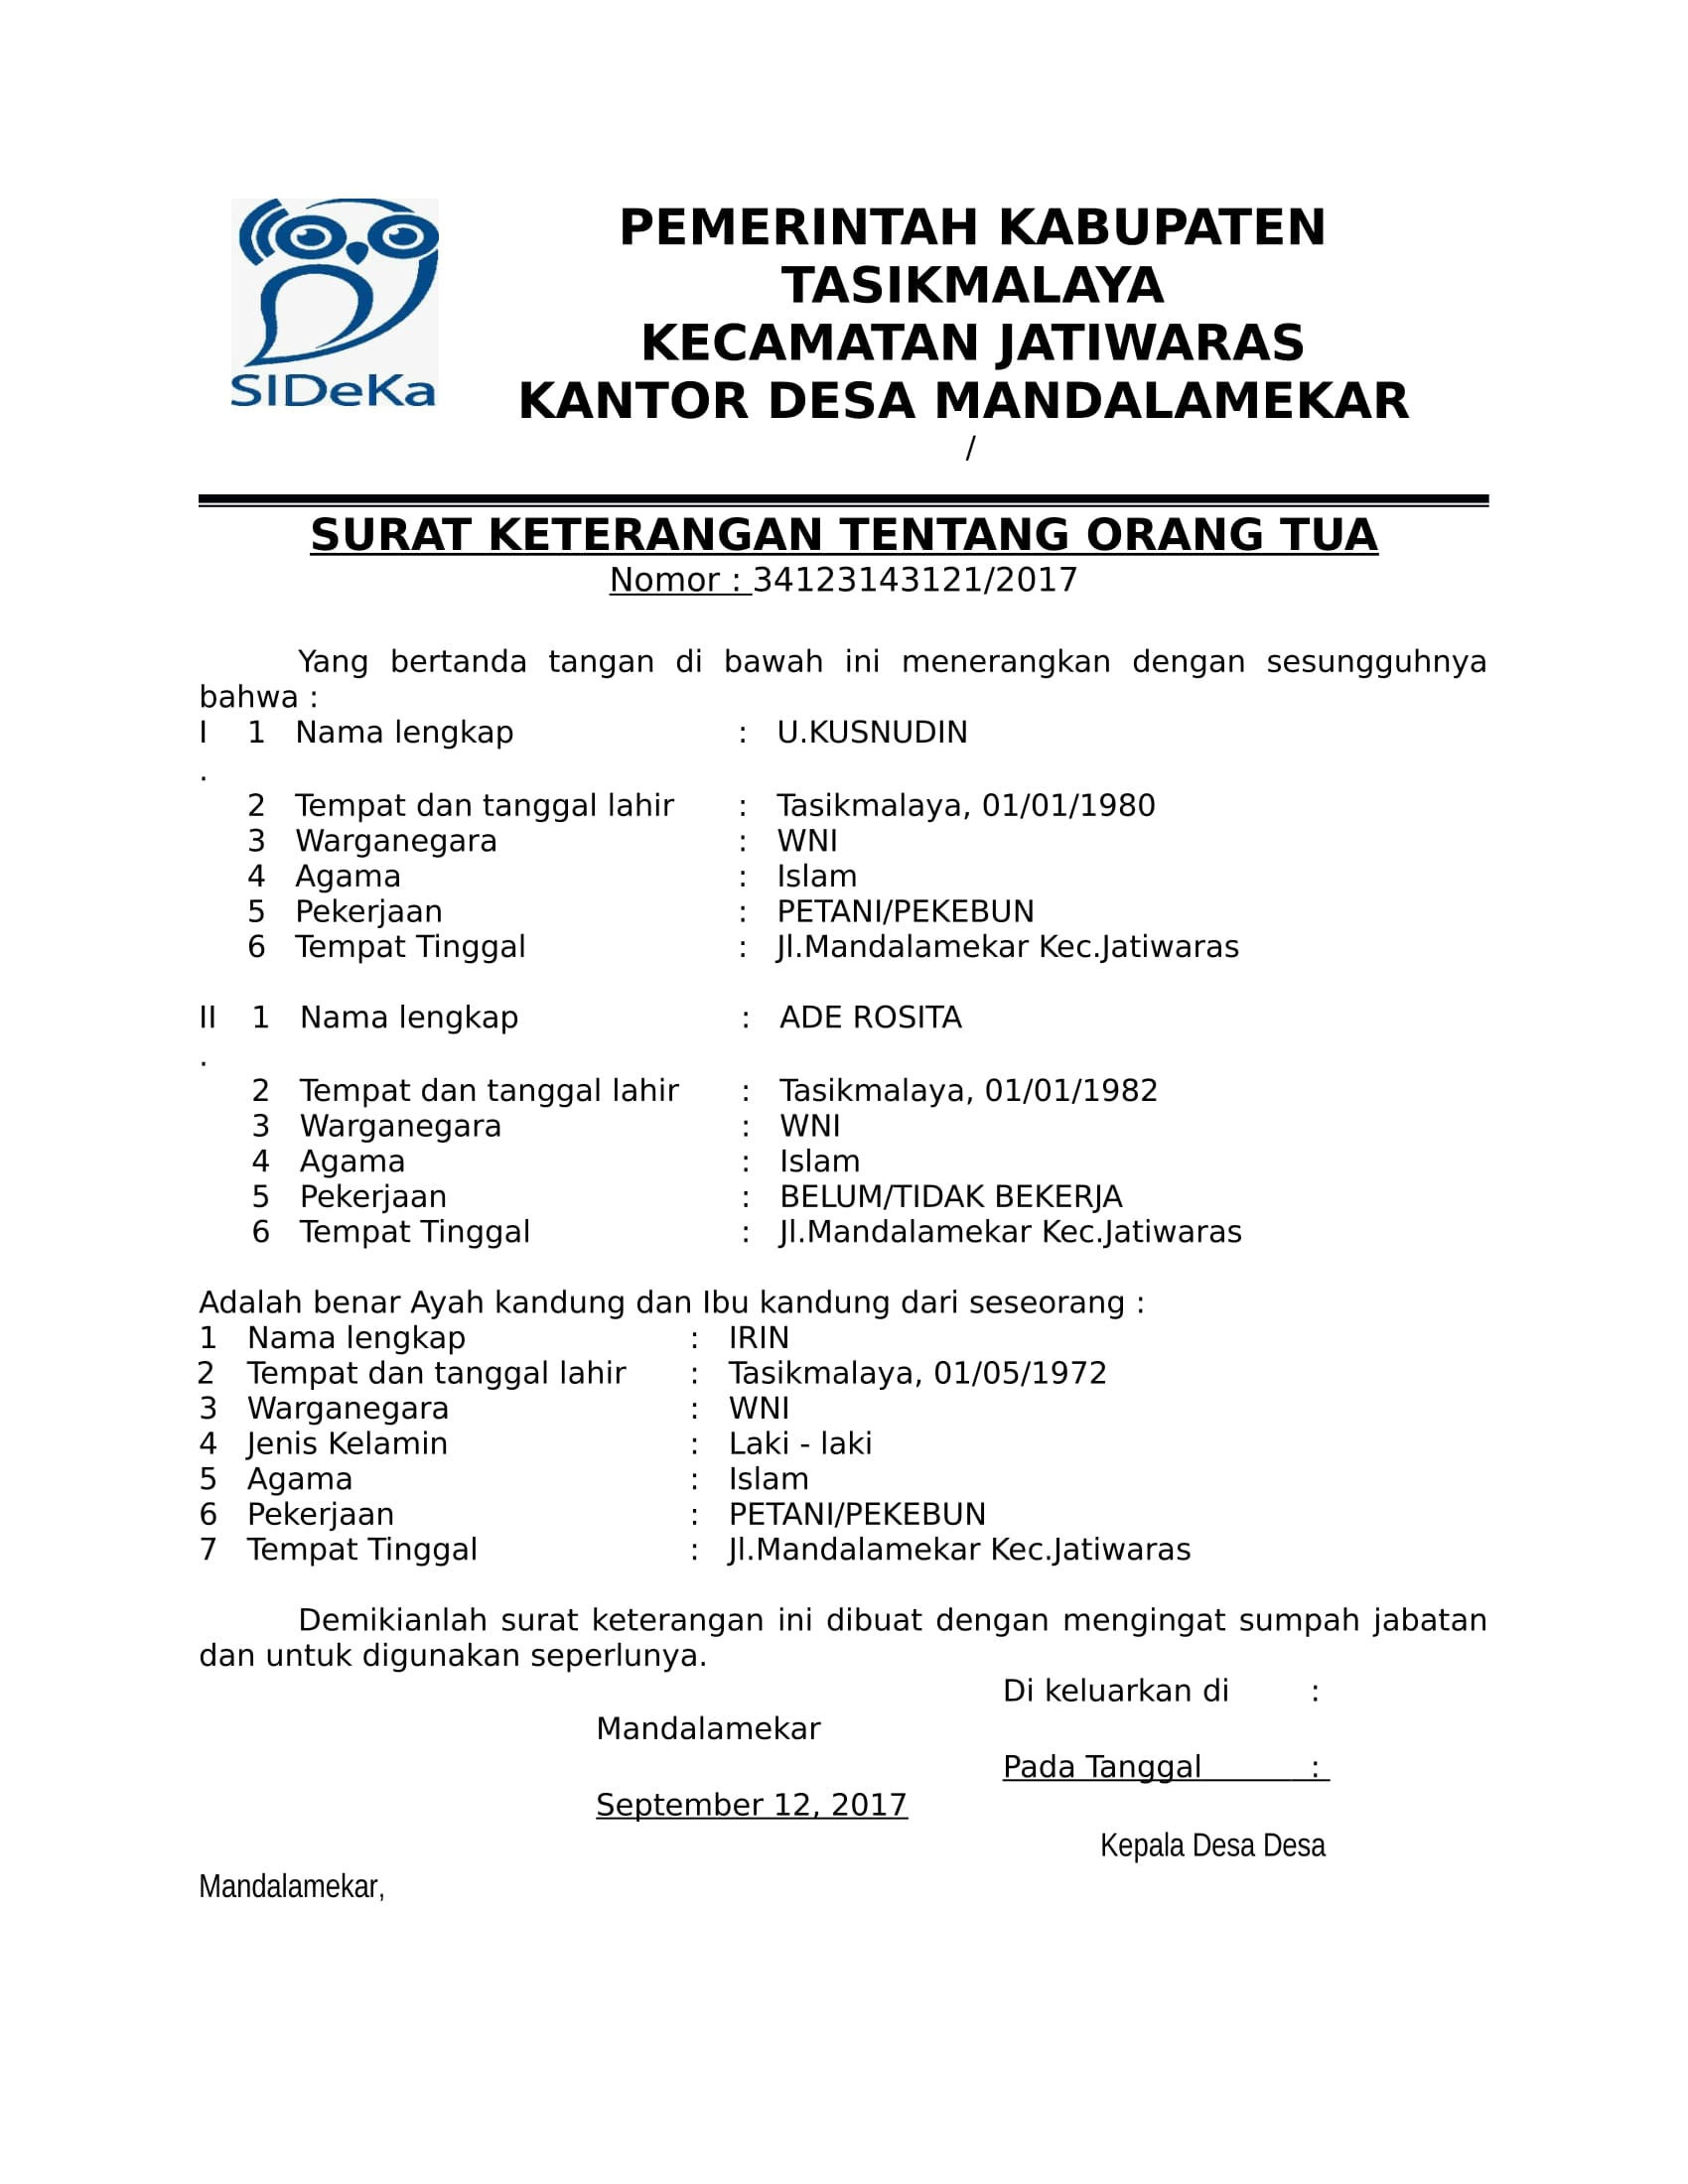 SIDeKa
PEMERINTAH KABUPATEN
TASIKMALAYA
KECAMATAN JATIWARAS
KANTOR DESA MANDALAMEKAR
/
SURAT KETERANGAN TENTANG ORANG TUA
Nomor : 34123143121/2017
Yang bertanda tangan di bawah ini menerangkan dengan sesungguhnya
bahwa :
I 1 Nama lengkap : U.KUSNUDIN
.
2 Tempat dan tanggal lahir : Tasikmalaya, 01/01/1980
3 Warganegara : WNI
4 Agama : Islam
5 Pekerjaan : PETANI/PEKEBUN
6 Tempat Tinggal : Jl.Mandalamekar Kec.Jatiwaras
II 1 Nama lengkap : ADE ROSITA
.
2 Tempat dan tanggal lahir : Tasikmalaya, 01/01/1982
3 Warganegara : WNI
4 Agama : Islam
5 Pekerjaan : BELUM/TIDAK BEKERJA
6 Tempat Tinggal : Jl.Mandalamekar Kec.Jatiwaras
Adalah benar Ayah kandung dan Ibu kandung dari seseorang :
1 Nama lengkap : IRIN
2 Tempat dan tanggal lahir : Tasikmalaya, 01/05/1972
3 Warganegara : WNI
4 Jenis Kelamin : Laki - laki
5 Agama : Islam
6 Pekerjaan : PETANI/PEKEBUN
7 Tempat Tinggal : Jl.Mandalamekar Kec.Jatiwaras
Demikianlah surat keterangan ini dibuat dengan mengingat sumpah jabatan
dan untuk digunakan seperlunya.
Di keluarkan di :
Mandalamekar
Pada Tanggal :
September 12, 2017
Kepala Desa Desa
Mandalamekar,